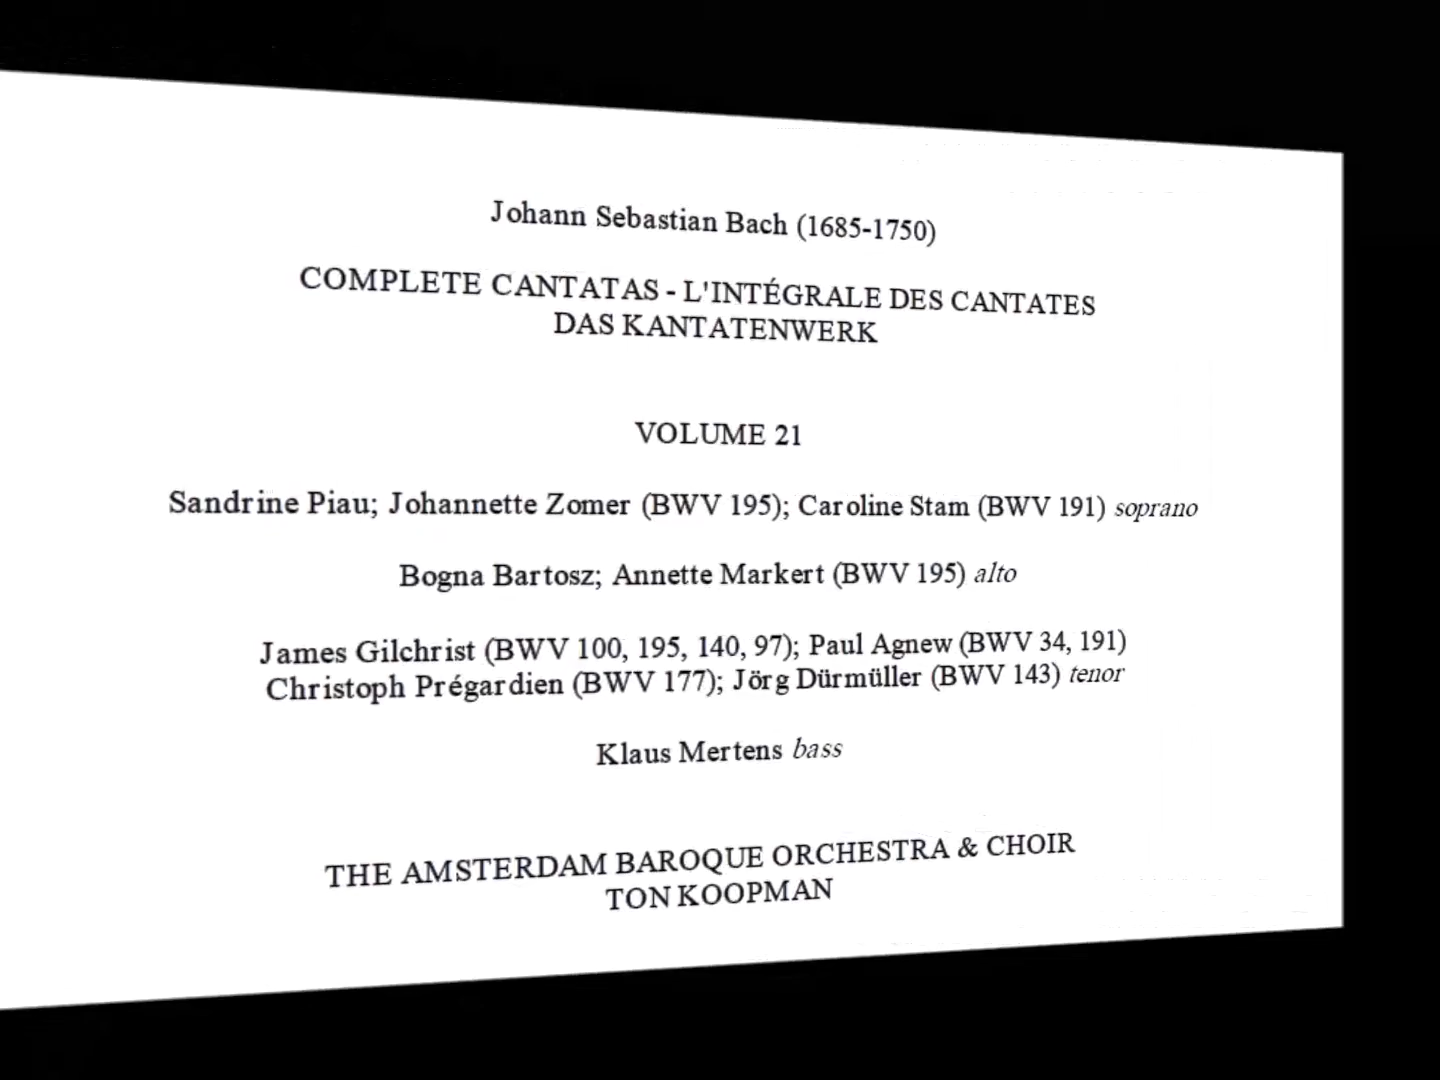 Johann Sebastian Bach (1685-1750)
COMPLETE CANTATAS - L'INTÉGRALE DES CANTATES
DAS KANTATENWERK
VOLUME 21
Sandrine Piau; Johannette Zomer (BWV 195); Caroline Stam (BWV 191) soprano
Bogna Bartosz; Annette Markert (BWV 195) alto
James Gilchrist (BWV 100, 195, 140, 97); Paul Agnew (BWV 34, 191)
Christoph Prégardien (BWV 177); Jörg Dürmüller (BWV 143) tenor
Klaus Mertens bass
THE AMSTERDAM BAROQUE ORCHESTRA & CHOIR
TON KOOPMAN